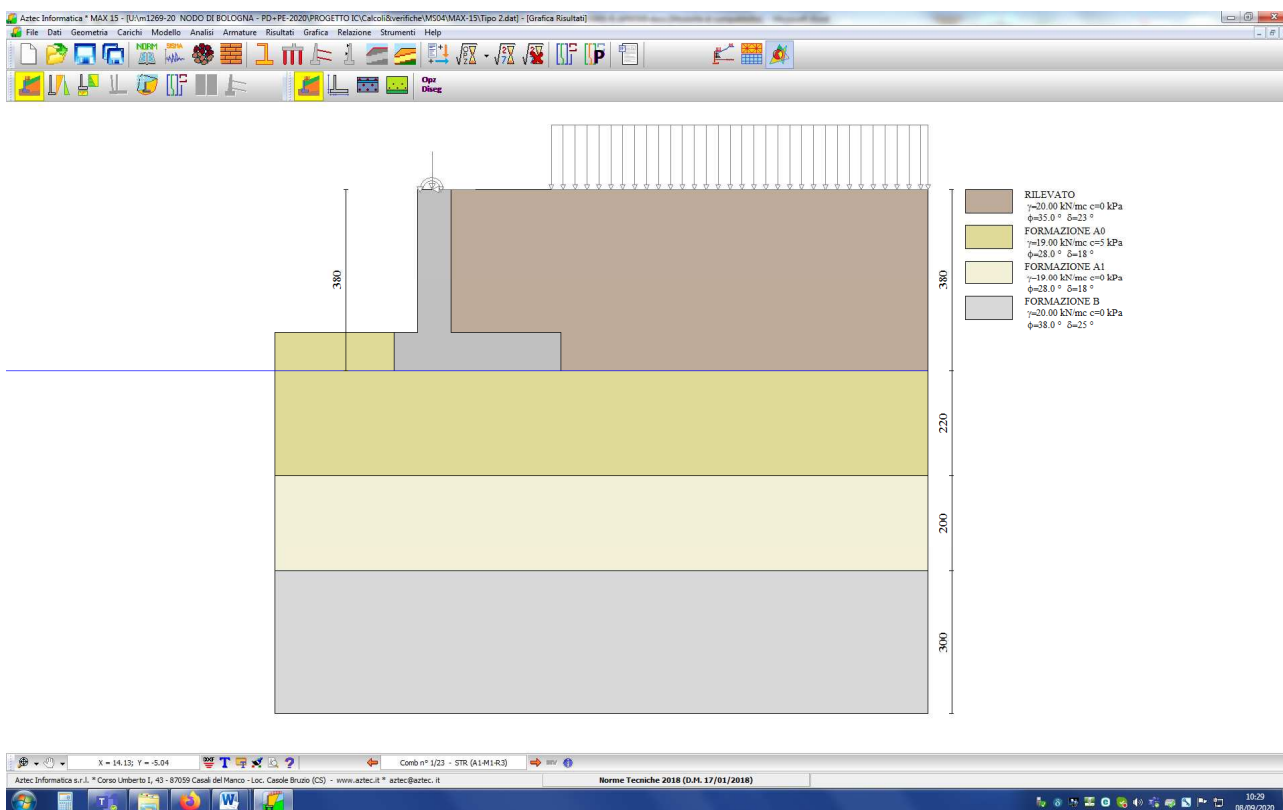 Aztec Informatica * MAX 15 - [U:\m1269-20 NODO DI BOLOGNA - PD+PE-2020\PROGETTO IC\Calcoli&verifiche\MS04\MAX-15\Tipo 2.dat] - [Grafica Risultati]
File Dati Geometria Carichi Modello Analisi Armature Risultati Grafica Relazione Strumenti Help
NORM SISMA
Opz
Diseg
380
380
220
200
300
RILEVATO
γ=20.00 kN/mc c=0 kPa
ϕ=35.0 ° δ=23 °
FORMAZIONE A0
γ=19.00 kN/mc c=5 kPa
ϕ=28.0 ° δ=18 °
FORMAZIONE A1
γ=19.00 kN/mc c=0 kPa
ϕ=28.0 ° δ=18 °
FORMAZIONE B
γ=20.00 kN/mc c=0 kPa
ϕ=38.0 ° δ=25 °
X = 14.13; Y = -5.04
Comb n° 1/23 - STR (A1-M1-R3)
INV
Aztec Informatica s.r.l. * Corso Umberto I, 43 - 87059 Casali del Manco - Loc. Casole Bruzio (CS) - www.aztec.it * aztec@aztec. it
Norme Tecniche 2018 (D.M. 17/01/2018)
10:29
08/09/2020